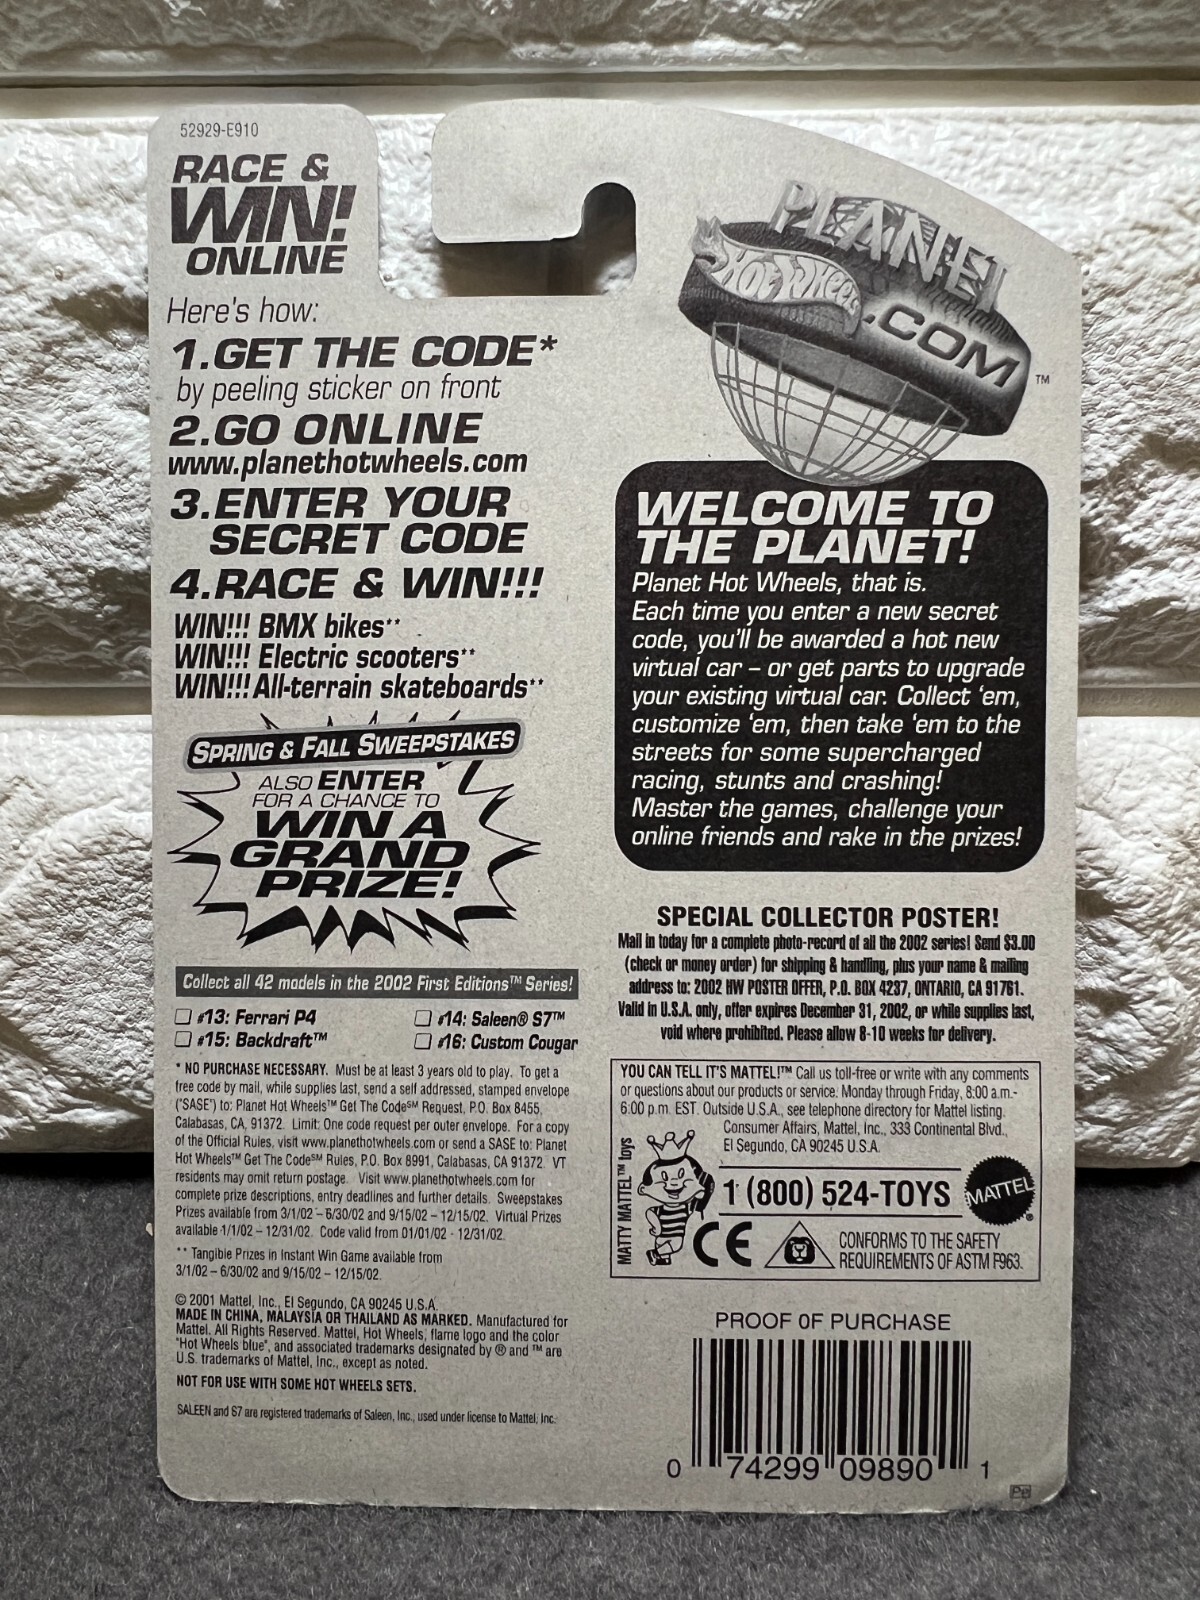 52929-E910
RACE &
WIN!
ONLINE
Here's how:
1.GET THE CODE*
by peeling sticker on front
2.GO ONLINE
www.planethotwheels.com
3.ENTER YOUR
SECRET CODE
4.RACE & WIN!!!
WIN!!! BMX bikes**
WIN!!! Electric scooters**
WIN!!! All-terrain skateboards**
SPRING & FALL SWEEPSTAKES
ALSO ENTER
FOR A CHANCE TO
WIN A
GRAND
PRIZE!
Collect all 42 models in the 2002 First Editions™ Series!
#13: Ferrari P4
#14: Saleen® S7™
#15: Backdraft™
#16: Custom Cougar
* NO PURCHASE NECESSARY. Must be at least 3 years old to play. To get a
free code by mail, while supplies last, send a self addressed, stamped envelope
("SASE") to: Planet Hot Wheels™ Get The Code℠ Request, P.O. Box 8455,
Calabasas, CA, 91372. Limit: One code request per outer envelope. For a copy
of the Official Rules, visit www.planethotwheels.com or send a SASE to: Planet
Hot Wheels™ Get The Code℠ Rules, P.O. Box 8991, Calabasas, CA 91372. VT
residents may omit return postage. Visit www.planethotwheels.com for
complete prize descriptions, entry deadlines and further details. Sweepstakes
Prizes available from 3/1/02 – 6/30/02 and 9/15/02 – 12/15/02. Virtual Prizes
available 1/1/02 – 12/31/02. Code valid from 01/01/02 - 12/31/02.
** Tangible Prizes in Instant Win Game available from
3/1/02 – 6/30/02 and 9/15/02 – 12/15/02.
© 2001 Mattel, Inc., El Segundo, CA 90245 U.S.A.
MADE IN CHINA, MALAYSIA OR THAILAND AS MARKED. Manufactured for
Mattel. All Rights Reserved. Mattel, Hot Wheels, flame logo and the color
"Hot Wheels blue", and associated trademarks designated by ® and ™ are
U.S. trademarks of Mattel, Inc., except as noted.
NOT FOR USE WITH SOME HOT WHEELS SETS.
SALEEN and S7 are registered trademarks of Saleen, Inc., used under license to Mattel, Inc.
PLANET
HOT WHEELS
.COM
™
WELCOME TO
THE PLANET!
Planet Hot Wheels, that is.
Each time you enter a new secret
code, you'll be awarded a hot new
virtual car – or get parts to upgrade
your existing virtual car. Collect 'em,
customize 'em, then take 'em to the
streets for some supercharged
racing, stunts and crashing!
Master the games, challenge your
online friends and rake in the prizes!
SPECIAL COLLECTOR POSTER!
Mail in today for a complete photo-record of all the 2002 series! Send $3.00
(check or money order) for shipping & handling, plus your name & mailing
address to: 2002 HW POSTER OFFER, P.O. BOX 4237, ONTARIO, CA 91761.
Valid in U.S.A. only, offer expires December 31, 2002, or while supplies last,
void where prohibited. Please allow 8-10 weeks for delivery.
YOU CAN TELL IT'S MATTEL!™ Call us toll-free or write with any comments
or questions about our products or service. Monday through Friday, 8:00 a.m.-
6:00 p.m. EST. Outside U.S.A., see telephone directory for Mattel listing.
Consumer Affairs, Mattel, Inc., 333 Continental Blvd.,
El Segundo, CA 90245 U.S.A.
MATTY MATTEL™ toys
1 (800) 524-TOYS
MATTEL®
CE
CONFORMS TO THE SAFETY
REQUIREMENTS OF ASTM F963.
PROOF OF PURCHASE
0 74299 09890 1